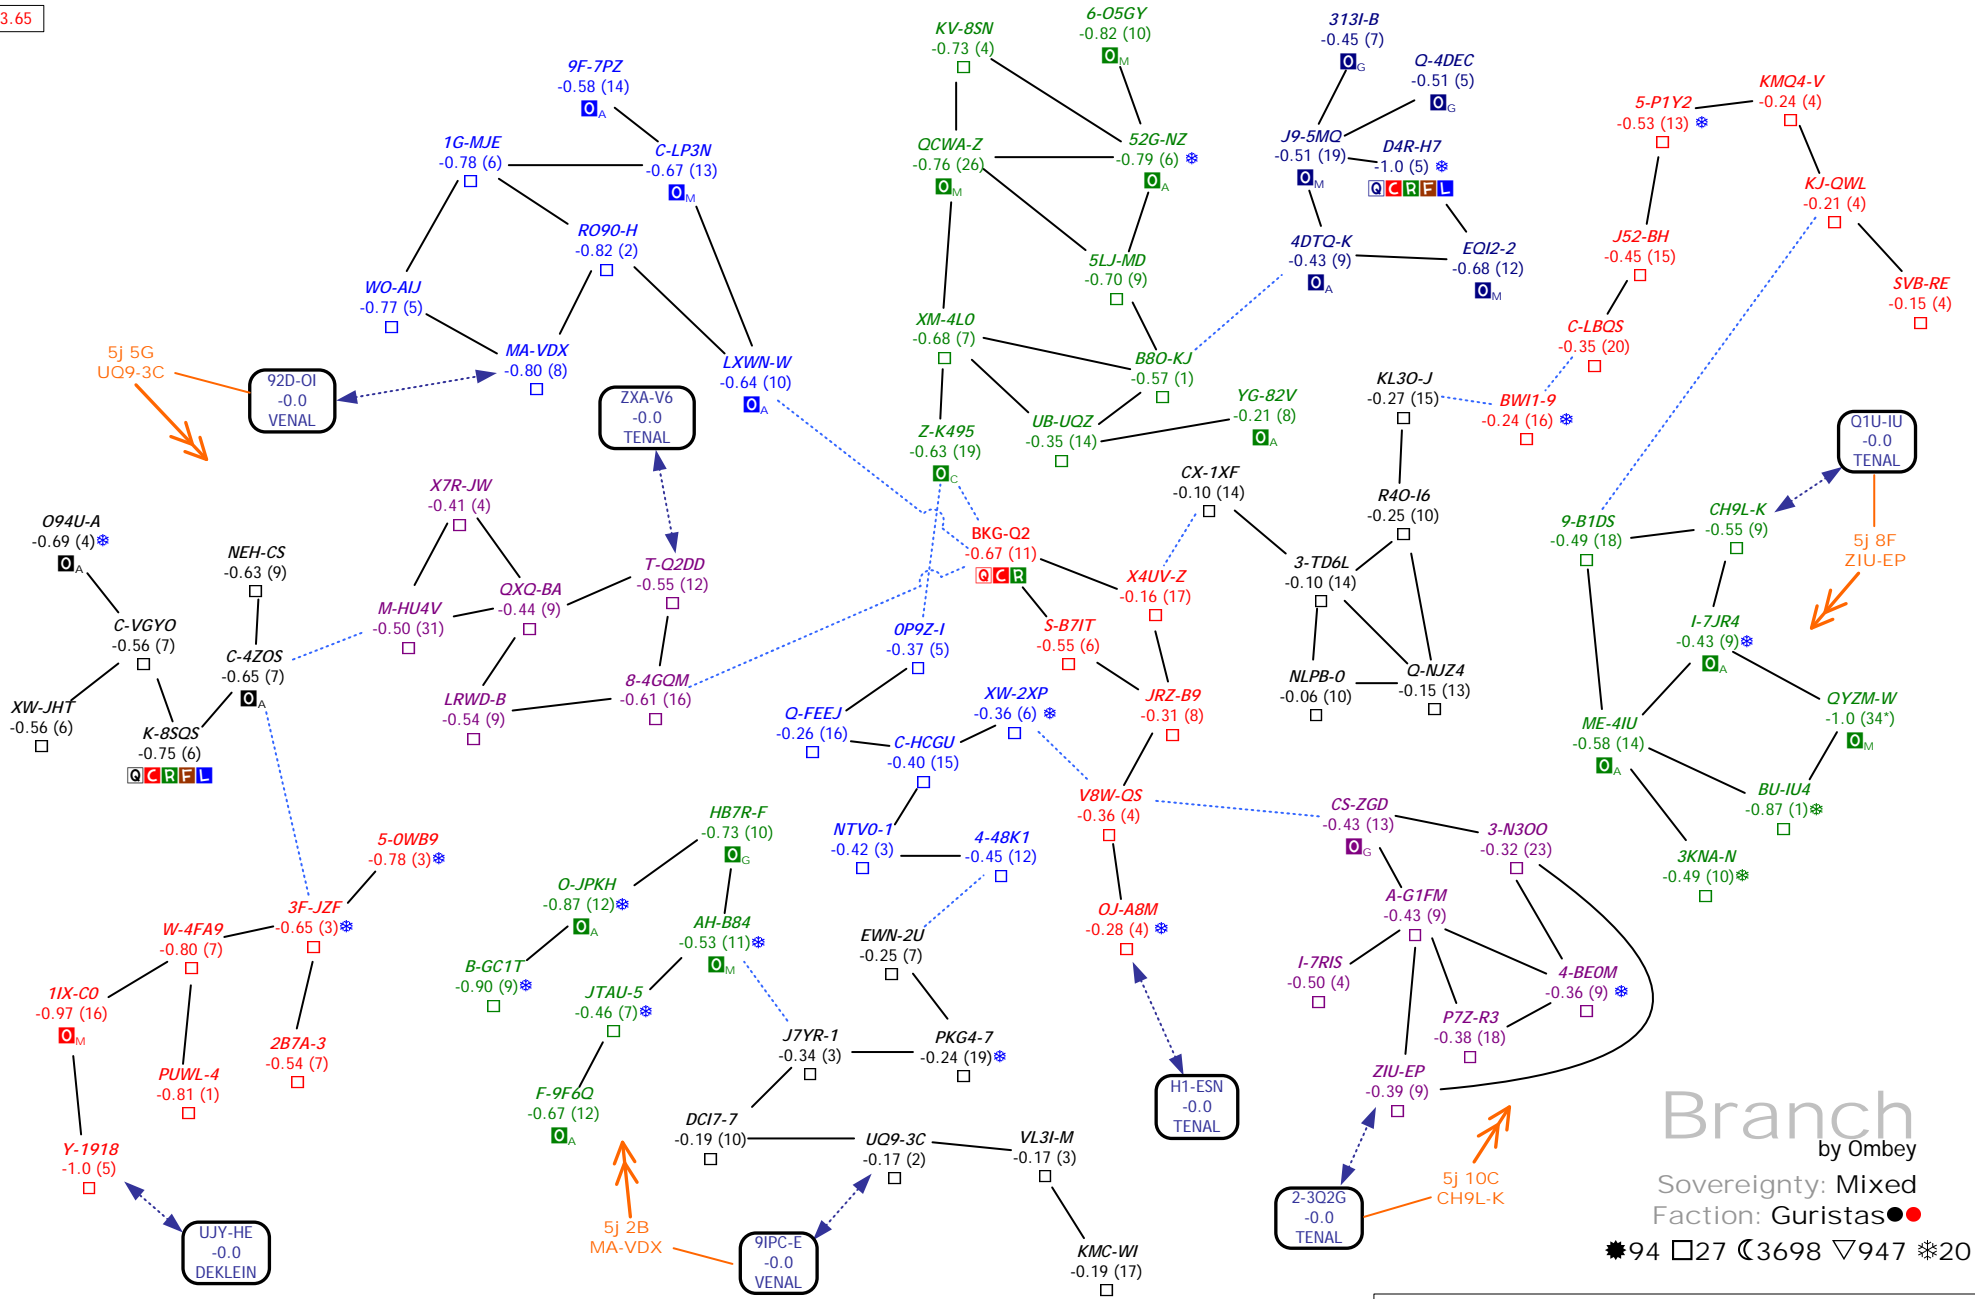 3.65
KV-8SN
-0.73 (4)
6-O5GY
-0.82 (10)
O M
313I-B
-0.45 (7)
O G
Q-4DEC
-0.51 (5)
O G
9F-7PZ
-0.58 (14)
O A
5-P1Y2
-0.53 (13)
KMQ4-V
-0.24 (4)
1G-MJE
-0.78 (6)
C-LP3N
-0.67 (13)
O M
QCWA-Z
-0.76 (26)
O M
52G-NZ
-0.79 (6)
O A
J9-5MQ
-0.51 (19)
O M
D4R-H7
-1.0 (5)
Q C R F L
KJ-QWL
-0.21 (4)
RO90-H
-0.82 (2)
5LJ-MD
-0.70 (9)
4DTQ-K
-0.43 (9)
O A
EQI2-2
-0.68 (12)
O M
J52-BH
-0.45 (15)
SVB-RE
-0.15 (4)
WO-AIJ
-0.77 (5)
XM-4L0
-0.68 (7)
C-LBQS
-0.35 (20)
5j 5G
UQ9-3C
92D-OI
-0.0
VENAL
MA-VDX
-0.80 (8)
LXWN-W
-0.64 (10)
O A
B8O-KJ
-0.57 (1)
KL3O-J
-0.27 (15)
BWI1-9
-0.24 (16)
ZXA-V6
-0.0
TENAL
YG-82V
-0.21 (8)
O A
Z-K495
-0.63 (19)
O C
UB-UQZ
-0.35 (14)
Q1U-IU
-0.0
TENAL
X7R-JW
-0.41 (4)
CX-1XF
-0.10 (14)
R4O-I6
-0.25 (10)
O94U-A
-0.69 (4)
O A
NEH-CS
-0.63 (9)
BKG-Q2
-0.67 (11)
Q C R
9-B1DS
-0.49 (18)
CH9L-K
-0.55 (9)
5j 8F
ZIU-EP
T-Q2DD
-0.55 (12)
QXQ-BA
-0.44 (9)
X4UV-Z
-0.16 (17)
3-TD6L
-0.10 (14)
M-HU4V
-0.50 (31)
C-VGYO
-0.56 (7)
0P9Z-I
-0.37 (5)
S-B7IT
-0.55 (6)
I-7JR4
-0.43 (9)
O A
C-4ZOS
-0.65 (7)
O A
8-4GQM
-0.61 (16)
NLPB-0
-0.06 (10)
Q-NJZ4
-0.15 (13)
LRWD-B
-0.54 (9)
XW-2XP
-0.36 (6)
JRZ-B9
-0.31 (8)
QYZM-W
-1.0 (34*)
O M
XW-JHT
-0.56 (6)
K-8SQS
-0.75 (6)
Q C R F L
Q-FEEJ
-0.26 (16)
C-HCGU
-0.40 (15)
ME-4IU
-0.58 (14)
O A
V8W-QS
-0.36 (4)
CS-ZGD
-0.43 (13)
O G
BU-IU4
-0.87 (1)
HB7R-F
-0.73 (10)
O G
NTV0-1
-0.42 (3)
4-48K1
-0.45 (12)
3-N3OO
-0.32 (23)
5-0WB9
-0.78 (3)
3KNA-N
-0.49 (10)
O-JPKH
-0.87 (12)
O A
A-G1FM
-0.43 (9)
3F-JZF
-0.65 (3)
OJ-A8M
-0.28 (4)
W-4FA9
-0.80 (7)
AH-B84
-0.53 (11)
O M
EWN-2U
-0.25 (7)
B-GC1T
-0.90 (9)
I-7RIS
-0.50 (4)
4-BE0M
-0.36 (9)
1IX-C0
-0.97 (16)
O M
JTAU-5
-0.46 (7)
P7Z-R3
-0.38 (18)
2B7A-3
-0.54 (7)
J7YR-1
-0.34 (3)
PKG4-7
-0.24 (19)
PUWL-4
-0.81 (1)
ZIU-EP
-0.39 (9)
H1-ESN
-0.0
TENAL
F-9F6Q
-0.67 (12)
O A
DCI7-7
-0.19 (10)
UQ9-3C
-0.17 (2)
VL3I-M
-0.17 (3)
Y-1918
-1.0 (5)
5j 10C
CH9L-K
2-3Q2G
-0.0
TENAL
UJY-HE
-0.0
DEKLEIN
5j 2B
MA-VDX
9IPC-E
-0.0
VENAL
KMC-WI
-0.19 (17)
Branch
by Ombey
Sovereignty: Mixed
Faction: Guristas
94 27 3698 947 20